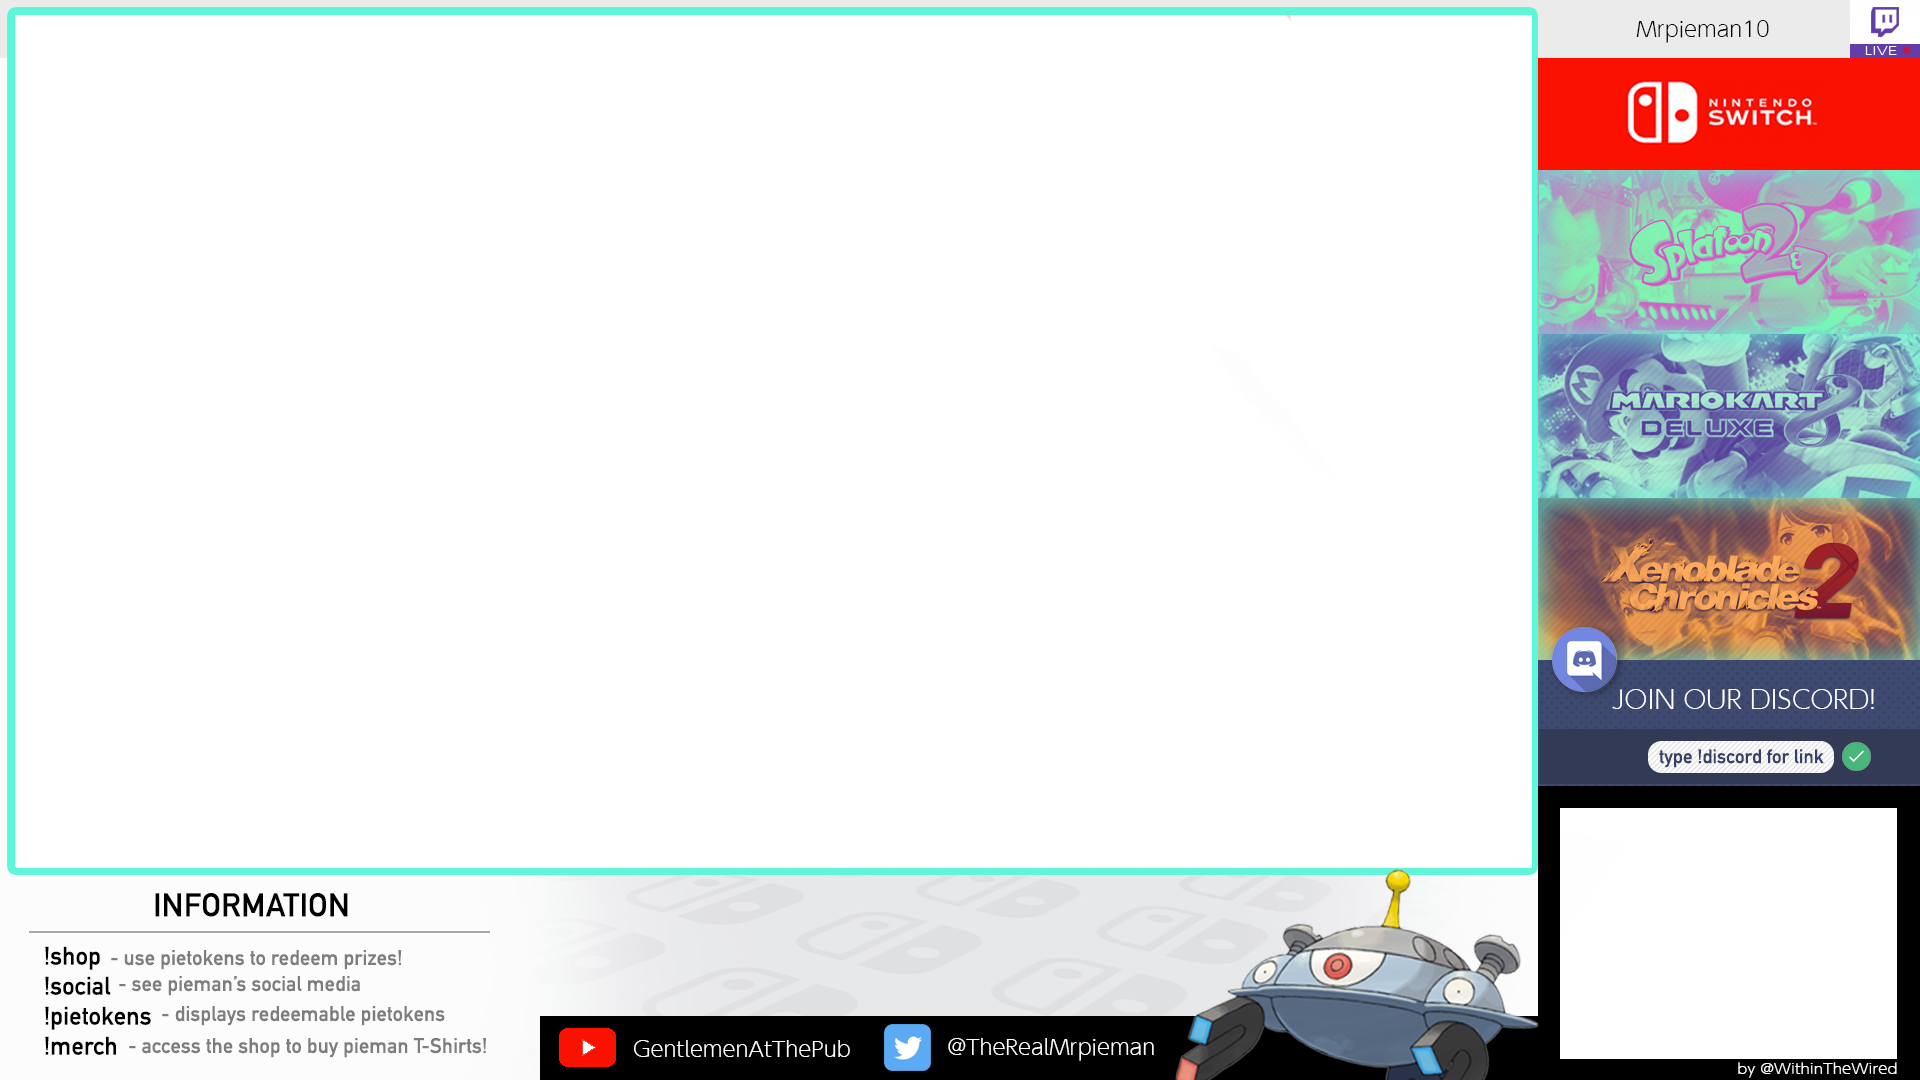 Mrpieman10
LIVE
NINTENDO
SWITCH™
Splatoon 2
MARIOKART 8
DELUXE
Xenoblade
Chronicles 2
JOIN OUR DISCORD!
type !discord for link
INFORMATION
!shop - use pietokens to redeem prizes!
!social - see pieman's social media
!pietokens - displays redeemable pietokens
!merch - access the shop to buy pieman T-Shirts!
GentlemenAtThePub
@TheRealMrpieman
by @WithinTheWired